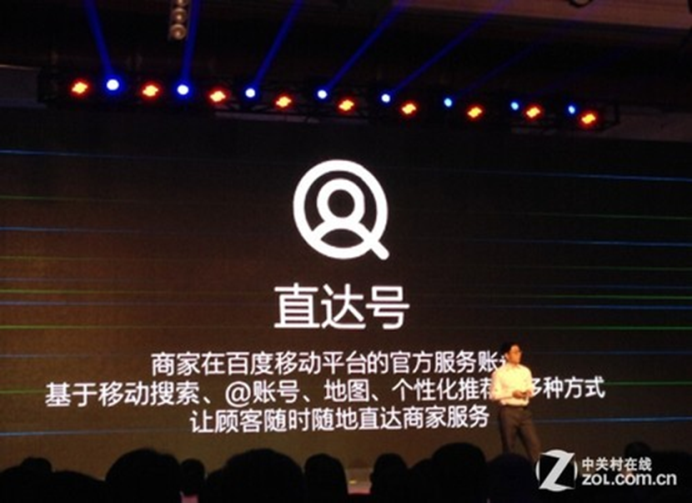 直达号
商家在百度移动平台的官方服务账
基于移动搜索、@账号、地图、个性化推荐 多种方式
让顾客随时随地直达商家服务
中关村在线
ZOL.COM.CN